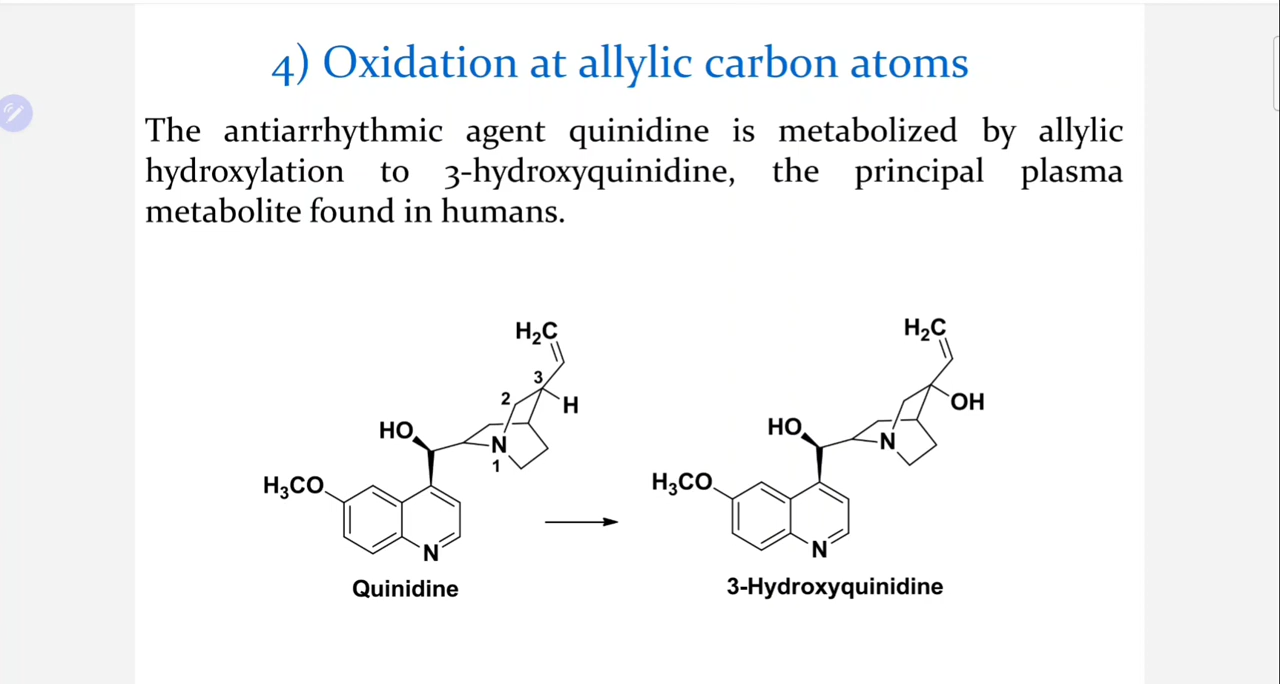 4) Oxidation at allylic carbon atoms
The antiarrhythmic agent quinidine is metabolized by allylic
hydroxylation to 3-hydroxyquinidine, the principal plasma
metabolite found in humans.
H₂C
3
2
H
HO
N
1
H₃CO
N
Quinidine
H₂C
OH
HO
N
H₃CO
N
3-Hydroxyquinidine